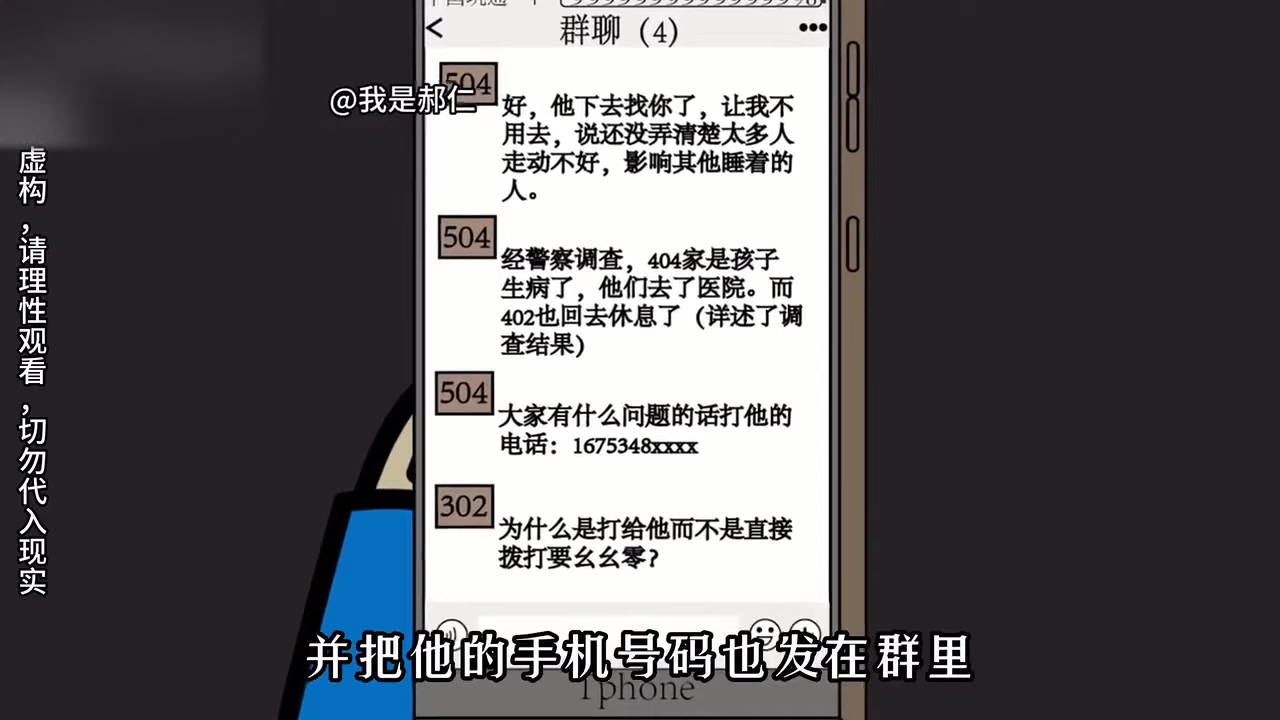 群聊（4）
504
@我是郝仁
好，他下去找你了，让我不
用去，说还没弄清楚太多人
走动不好，影响其他睡着的
人。
504
经警察调查，404家是孩子
生病了，他们去了医院。而
402也回去休息了（详述了调
查结果）
504
大家有什么问题的话打他的
电话：1675348xxxx
302
为什么是打给他而不是直接
拨打要幺幺零？
虚构，请理性观看，切勿代入现实
并把他的手机号码也发在群里
Tphone